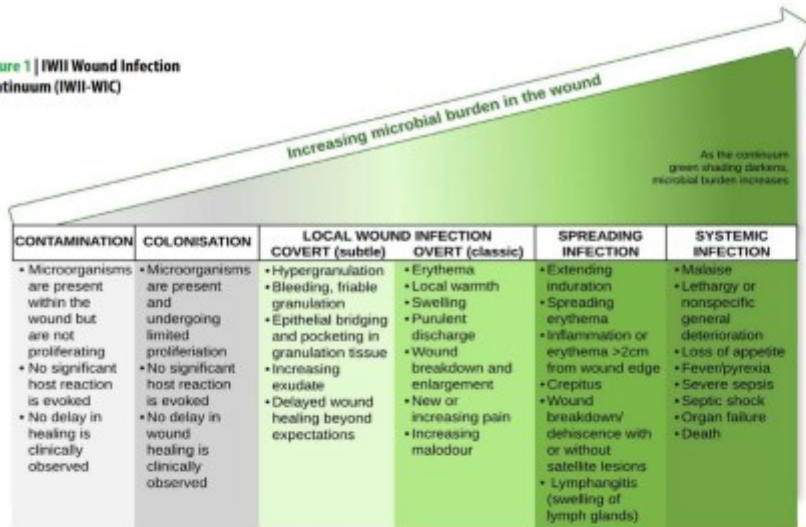 ure 1 | IWII Wound Infection
tinuum (IWII-WIC)
Increasing microbial burden in the wound
As the continuum
green shading darkens,
microbial burden increases
CONTAMINATION
• Microorganisms
are present
within the
wound but
are not
proliferating
• No significant
host reaction
is evoked
• No delay in
healing is
clinically
observed
COLONISATION
• Microorganisms
are present
and
undergoing
limited
proliferiation
• No significant
host reaction
is evoked
• No delay in
wound
healing is
clinically
observed
LOCAL WOUND INFECTION
COVERT (subtle)
• Hypergranulation
• Bleeding, friable
granulation
• Epithelial bridging
and pocketing in
granulation tissue
• Increasing
exudate
• Delayed wound
healing beyond
expectations
OVERT (classic)
• Erythema
• Local warmth
• Swelling
• Purulent
discharge
• Wound
breakdown and
enlargement
• New or
increasing pain
• Increasing
malodour
SPREADING
INFECTION
• Extending
induration
• Spreading
erythema
• Inflammation or
erythema >2cm
from wound edge
• Crepitus
• Wound
breakdown/
dehiscence with
or without
satellite lesions
• Lymphangitis
(swelling of
lymph glands)
SYSTEMIC
INFECTION
• Malaise
• Lethargy or
nonspecific
general
deterioration
• Loss of appetite
• Fever/pyrexia
• Severe sepsis
• Septic shock
• Organ failure
• Death